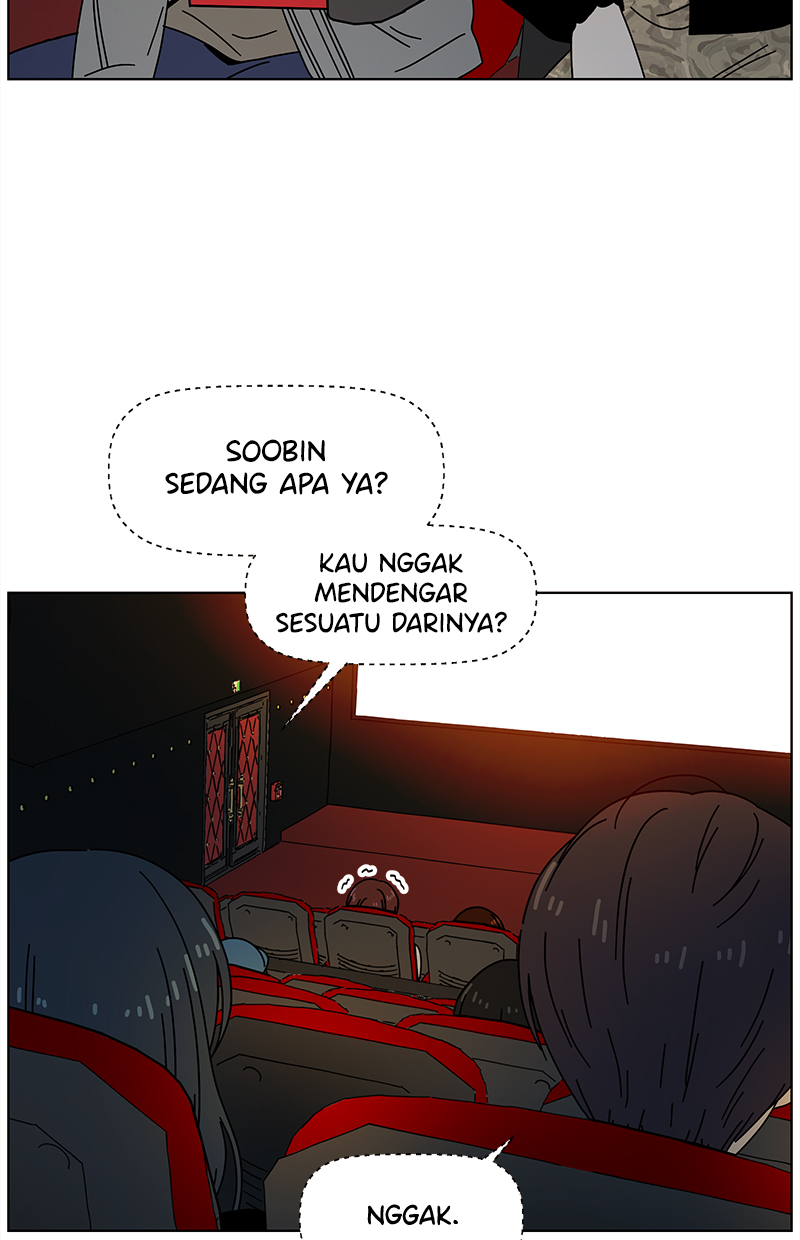 SOOBIN
SEDANG APA YA?
KAU NGGAK
MENDENGAR
SESUATU DARINYA?
NGGAK.